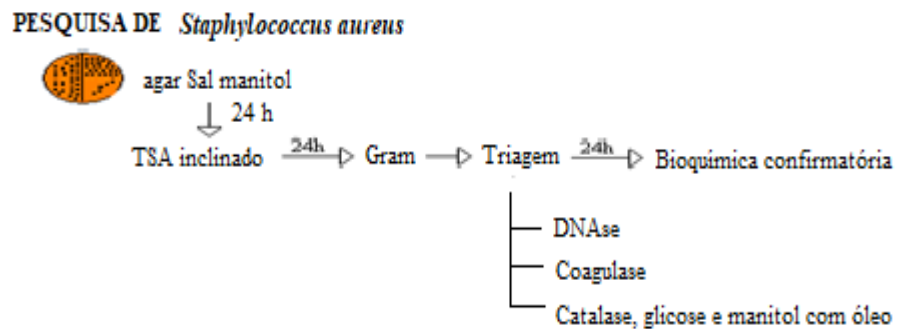 PESQUISA DE Staphylococcus aureus
agar Sal manitol
24 h
TSA inclinado 24h Gram Triagem 24h Bioquímica confirmatória
DNAse
Coagulase
Catalase, glicose e manitol com óleo